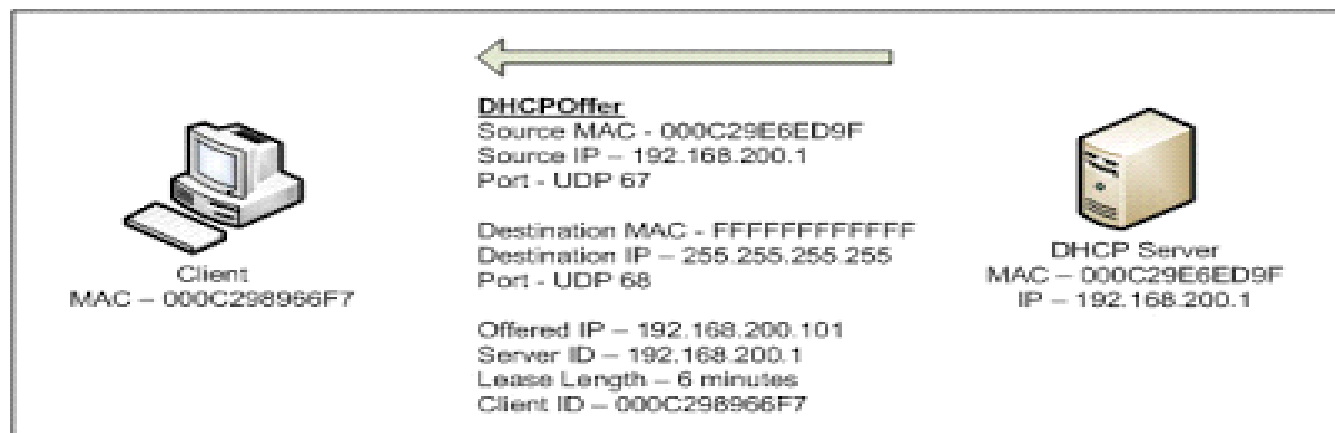 DHCPOffer
Source MAC - 000C29E6ED9F
Source IP – 192.168.200.1
Port - UDP 67
Destination MAC - FFFFFFFFFFFF
Destination IP – 255.255.255.255
Port - UDP 68
Offered IP – 192.168.200.101
Server ID – 192.168.200.1
Lease Length – 6 minutes
Client ID – 000C298966F7
Client
MAC – 000C298966F7
DHCP Server
MAC – 000C29E6ED9F
IP – 192.168.200.1